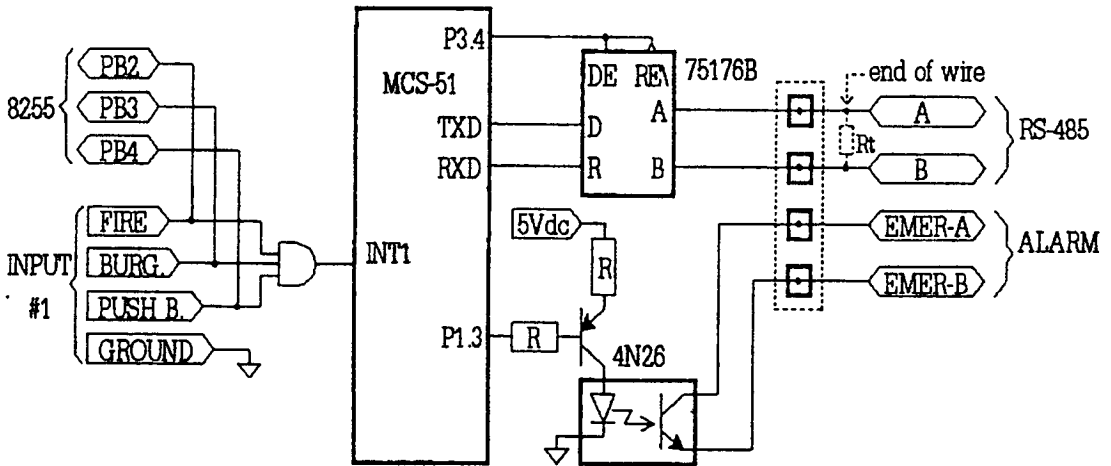 8255
PB2
PB3
PB4
INPUT
#1
FIRE
BURG.
PUSH B.
GROUND
MCS-51
P3.4
TXD
RXD
INT1
P1.3
DE RE\
75176B
D
R
A
B
end of wire
Rt
A
B
RS-485
5Vdc
R
R
4N26
EMER-A
EMER-B
ALARM